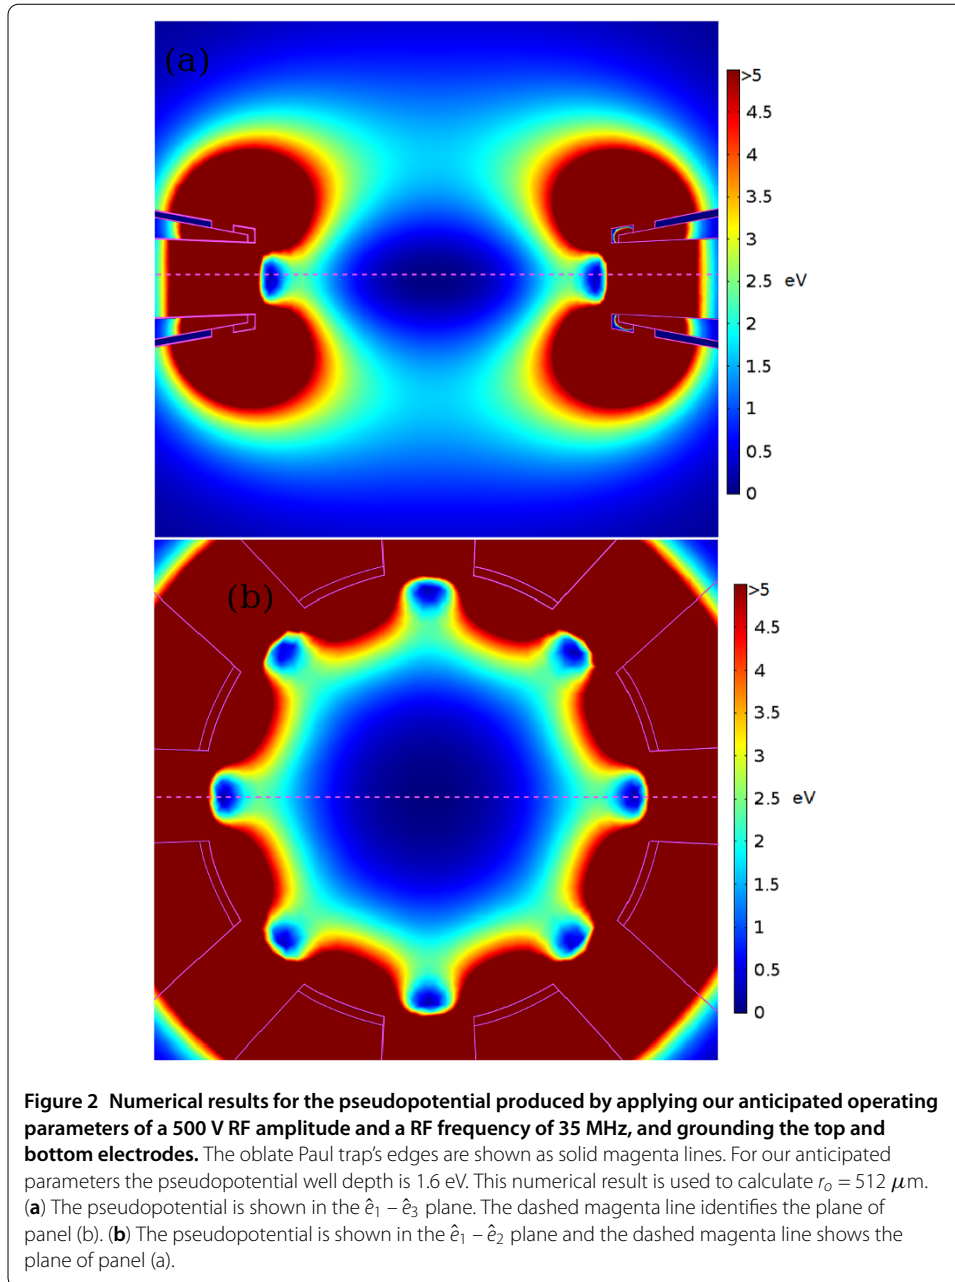 (a)
>5
4.5
4
3.5
3
2.5 eV
2
1.5
1
0.5
0
(b)
>5
4.5
4
3.5
3
2.5 eV
2
1.5
1
0.5
0
Figure 2 Numerical results for the pseudopotential produced by applying our anticipated operating
parameters of a 500 V RF amplitude and a RF frequency of 35 MHz, and grounding the top and
bottom electrodes. The oblate Paul trap's edges are shown as solid magenta lines. For our anticipated
parameters the pseudopotential well depth is 1.6 eV. This numerical result is used to calculate r_o = 512 μm.
(a) The pseudopotential is shown in the ê₁ – ê₃ plane. The dashed magenta line identifies the plane of
panel (b). (b) The pseudopotential is shown in the ê₁ – ê₂ plane and the dashed magenta line shows the
plane of panel (a).